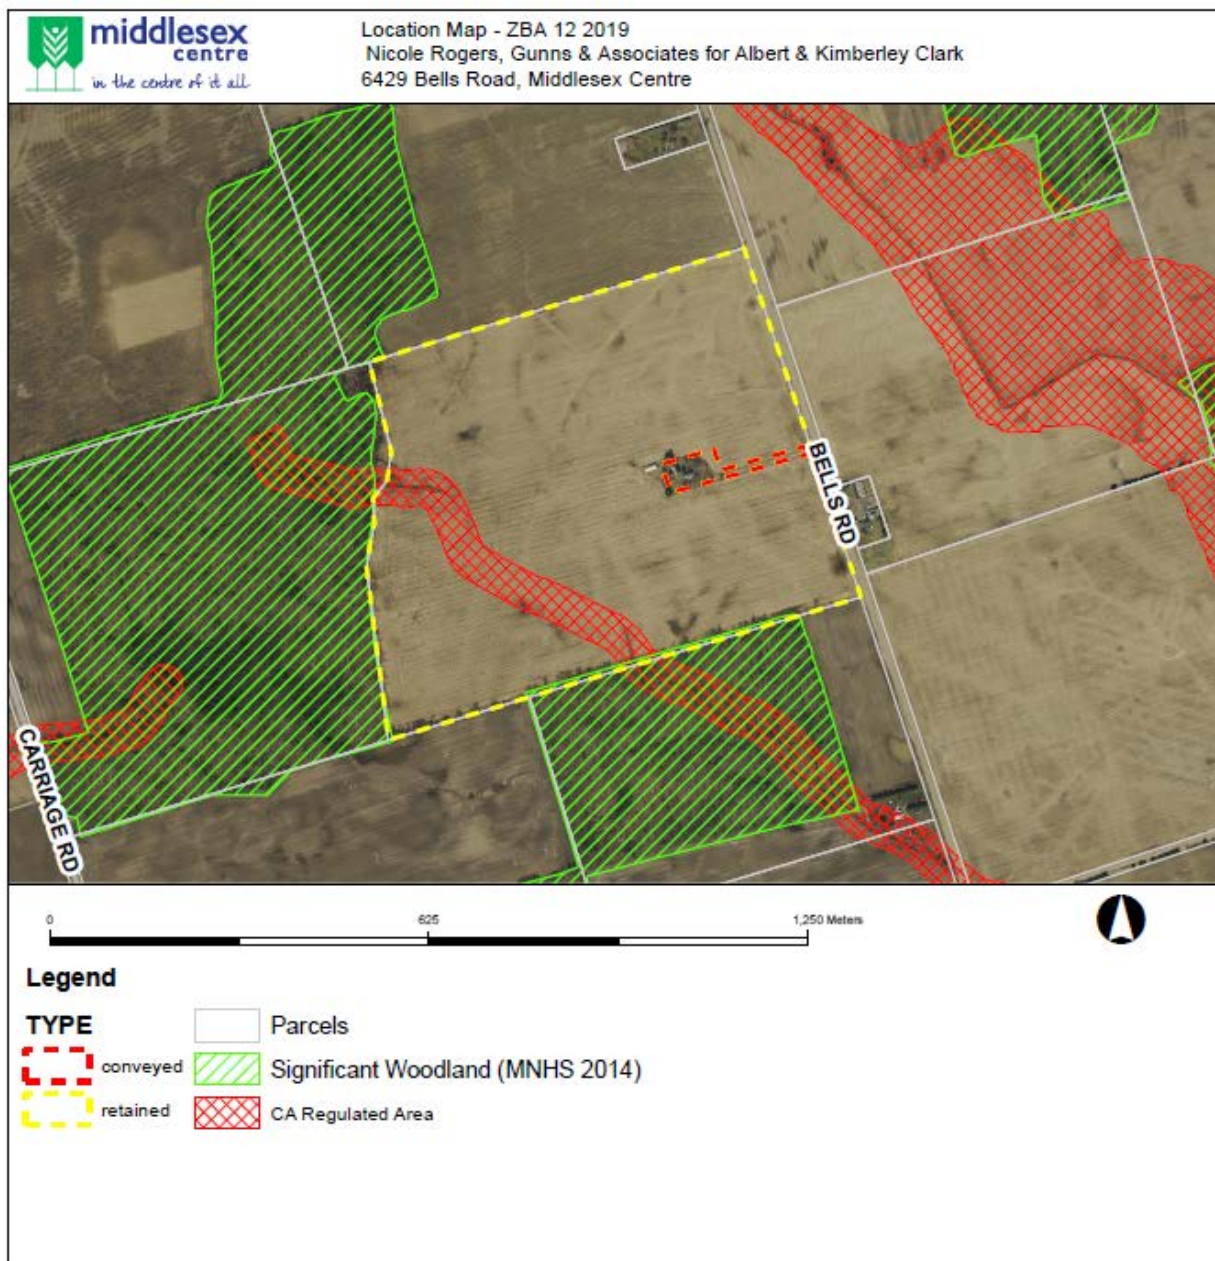 middlesex
centre
in the centre of it all
Location Map - ZBA 12 2019
Nicole Rogers, Gunns & Associates for Albert & Kimberley Clark
6429 Bells Road, Middlesex Centre
BELLS RD
CARRIAGE RD
0 625 1,250 Meters
Legend
TYPE
conveyed
retained
Parcels
Significant Woodland (MNHS 2014)
CA Regulated Area